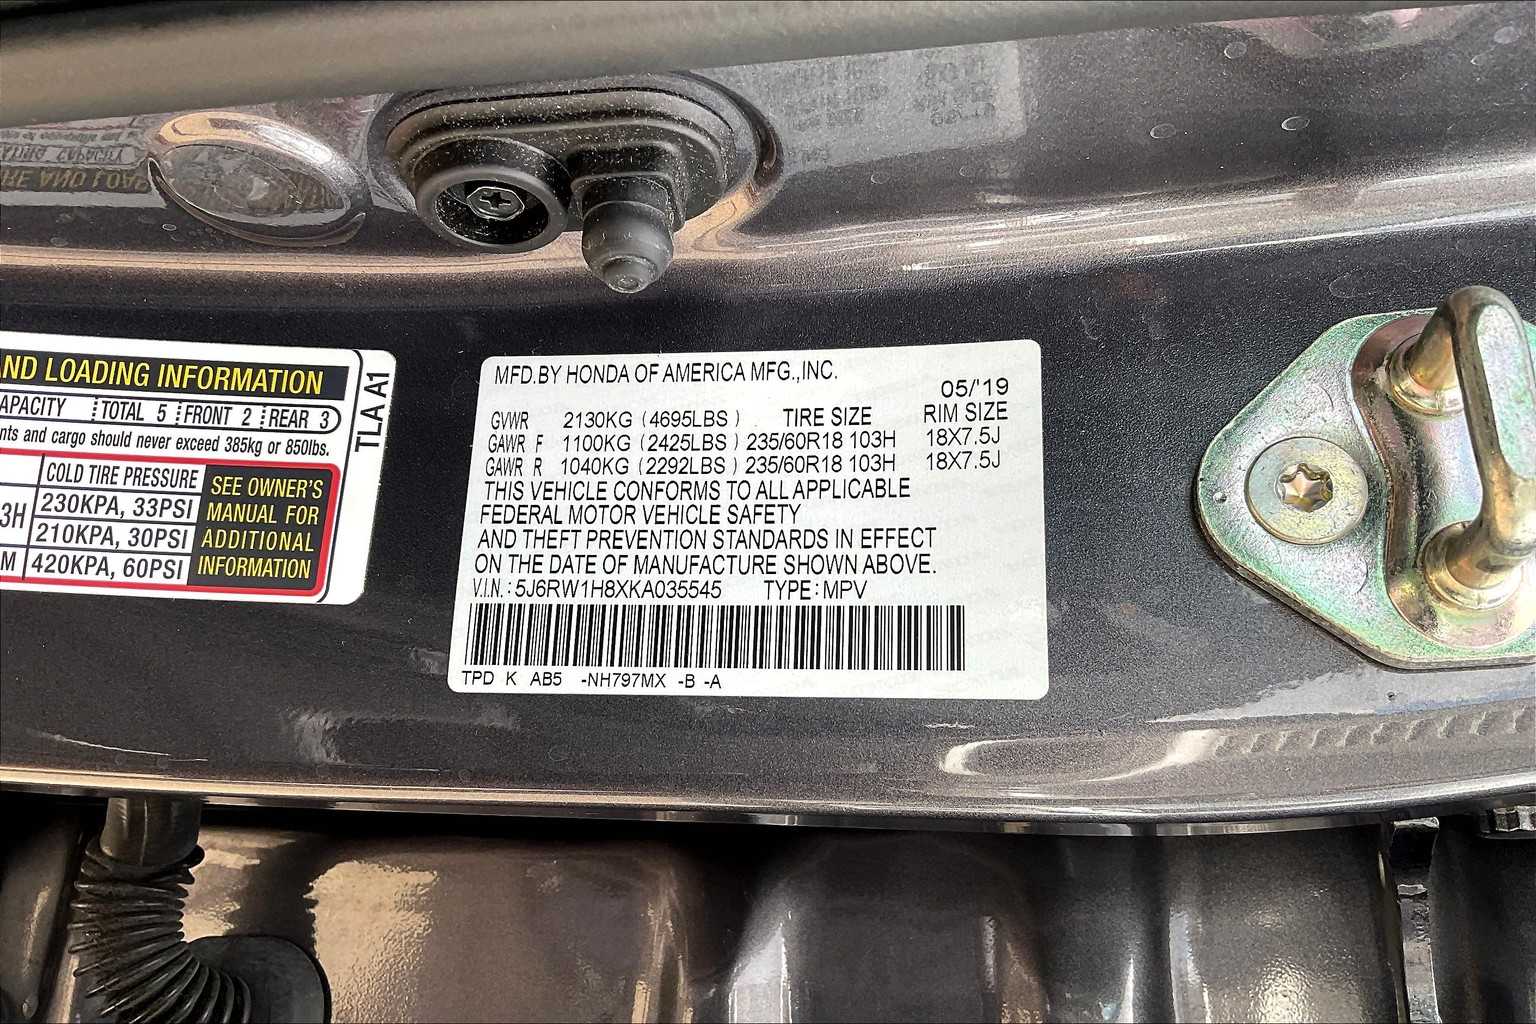 ND LOADING INFORMATION
APACITY TOTAL 5 FRONT 2 REAR 3
nts and cargo should never exceed 385kg or 850lbs.
COLD TIRE PRESSURE
3H 230KPA, 33PSI
210KPA, 30PSI
M 420KPA, 60PSI
SEE OWNER'S
MANUAL FOR
ADDITIONAL
INFORMATION
TLA A1
MFD.BY HONDA OF AMERICA MFG.,INC.
05/'19
GVWR 2130KG (4695LBS) TIRE SIZE RIM SIZE
GAWR F 1100KG (2425LBS) 235/60R18 103H 18X7.5J
GAWR R 1040KG (2292LBS) 235/60R18 103H 18X7.5J
THIS VEHICLE CONFORMS TO ALL APPLICABLE
FEDERAL MOTOR VEHICLE SAFETY
AND THEFT PREVENTION STANDARDS IN EFFECT
ON THE DATE OF MANUFACTURE SHOWN ABOVE.
V.I.N.: 5J6RW1H8XKA035545 TYPE: MPV
TPD K AB5 -NH797MX -B -A